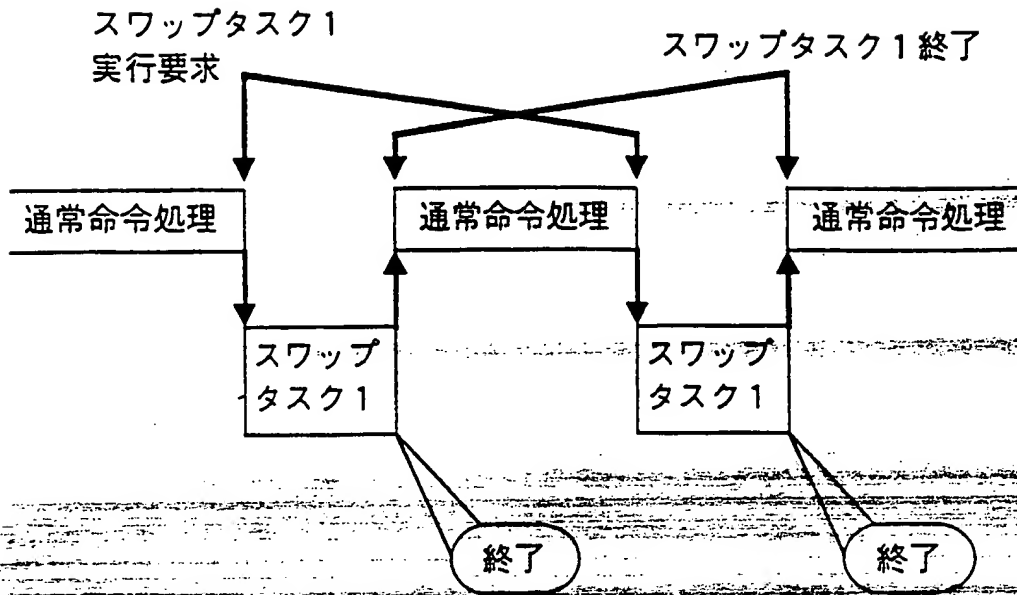 スワップタスク1
実行要求
スワップタスク1終了
通常命令処理
通常命令処理
通常命令処理
スワップ
タスク1
スワップ
タスク1
終了
終了